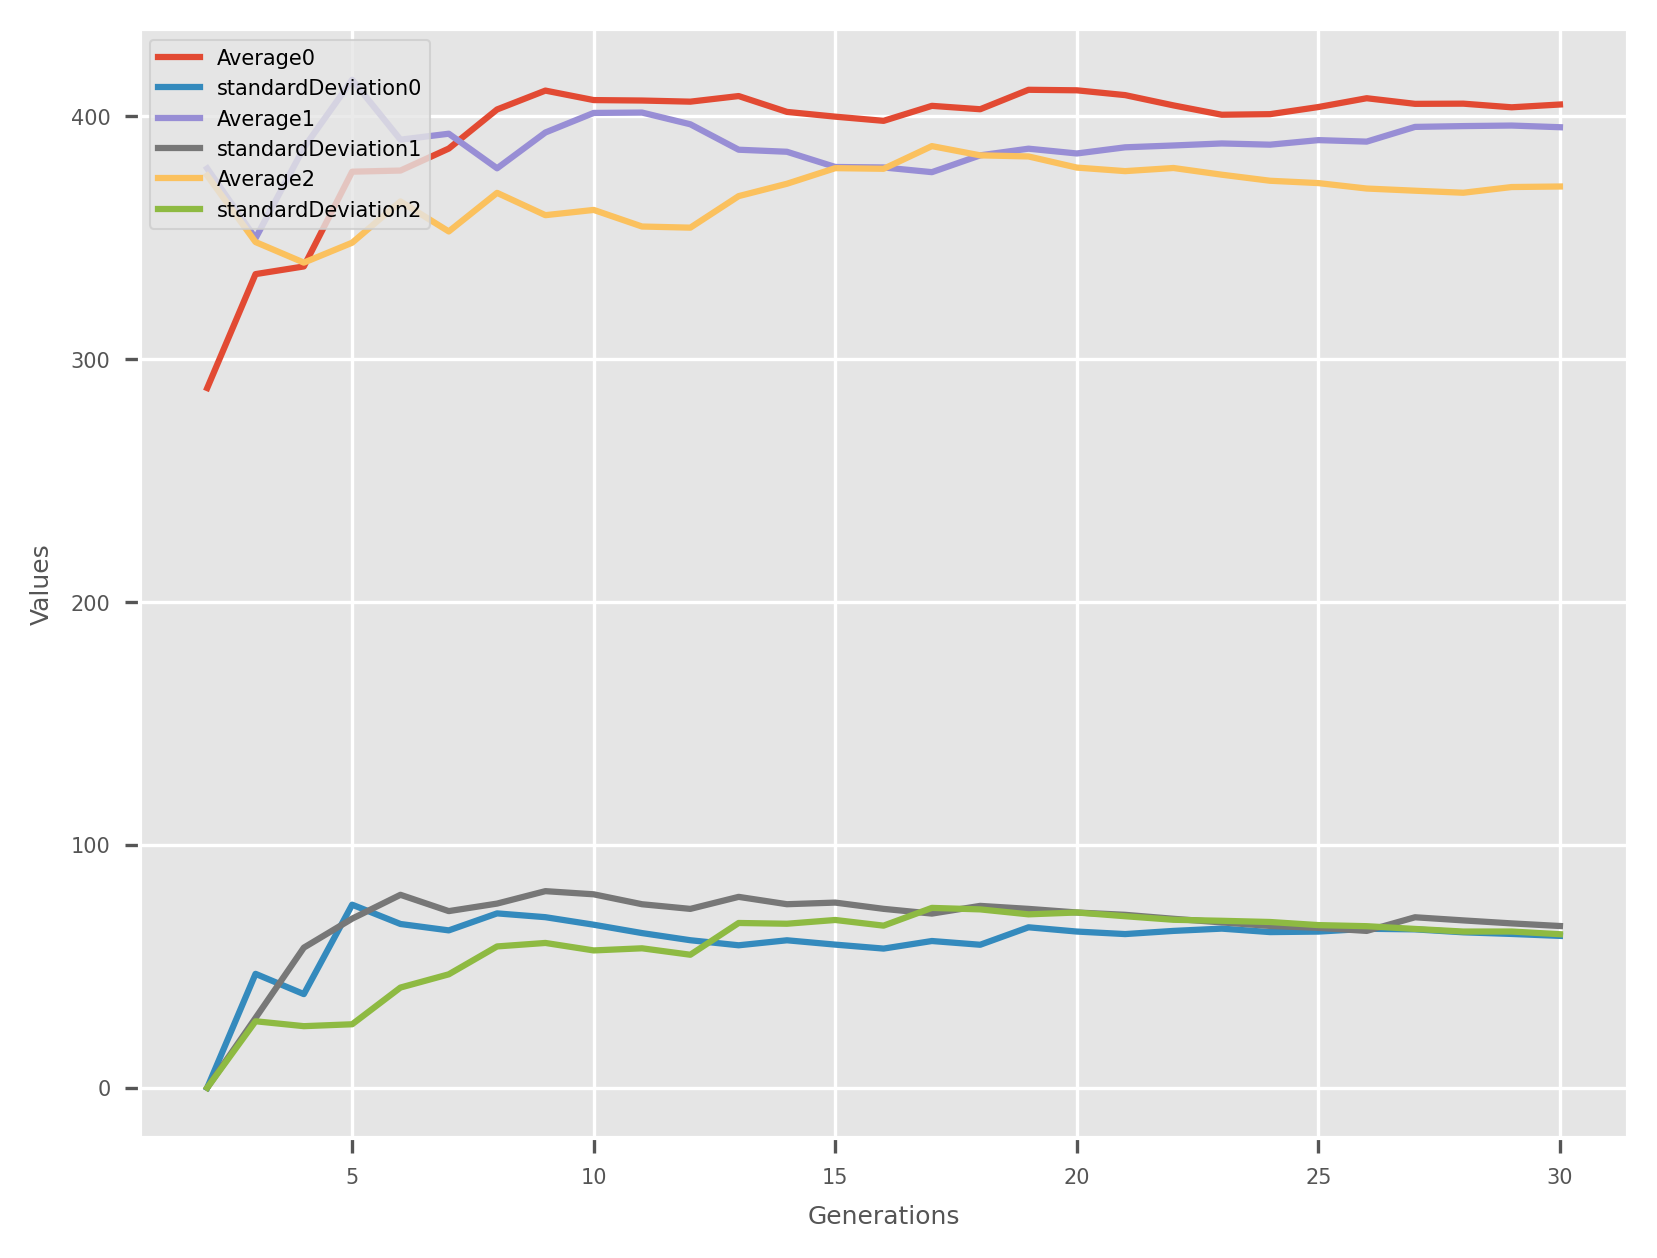 Average0
standardDeviation0
Average1
standardDeviation1
Average2
standardDeviation2
400
300
200
100
0
Values
5 10 15 20 25 30
Generations